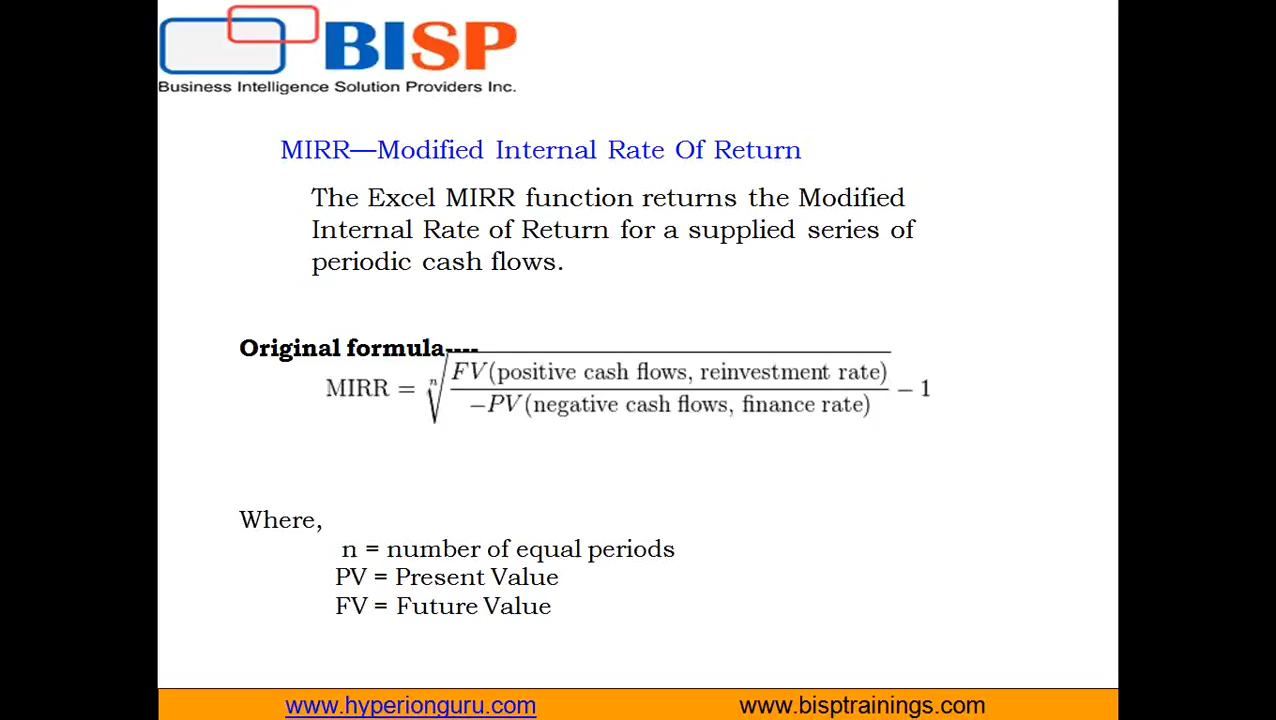 BISP
Business Intelligence Solution Providers Inc.
MIRR—Modified Internal Rate Of Return
The Excel MIRR function returns the Modified
Internal Rate of Return for a supplied series of
periodic cash flows.
Original formula----
MIRR = \sqrt[n]{\frac{FV(positive cash flows, reinvestment rate)}{-PV(negative cash flows, finance rate)}} - 1
Where,
n = number of equal periods
PV = Present Value
FV = Future Value
www.hyperionguru.com www.bisptrainings.com